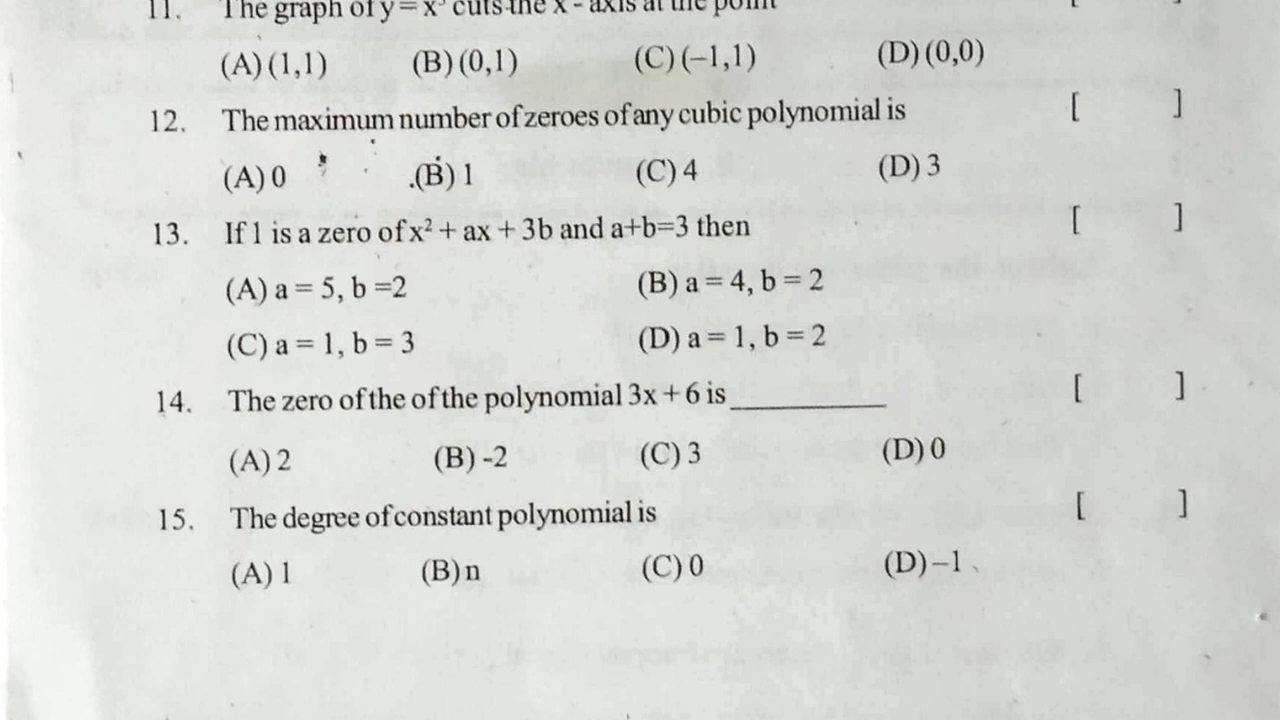 11. The graph of y = x³ cuts the x - axis at the point [ ]
(A) (1,1) (B) (0,1) (C) (–1,1) (D) (0,0)
12. The maximum number of zeroes of any cubic polynomial is [ ]
(A) 0 (B) 1 (C) 4 (D) 3
13. If 1 is a zero of x² + ax + 3b and a+b=3 then [ ]
(A) a = 5, b =2 (B) a = 4, b = 2
(C) a = 1, b = 3 (D) a = 1, b = 2
14. The zero of the of the polynomial 3x + 6 is __________ [ ]
(A) 2 (B) -2 (C) 3 (D) 0
15. The degree of constant polynomial is [ ]
(A) 1 (B) n (C) 0 (D) –1